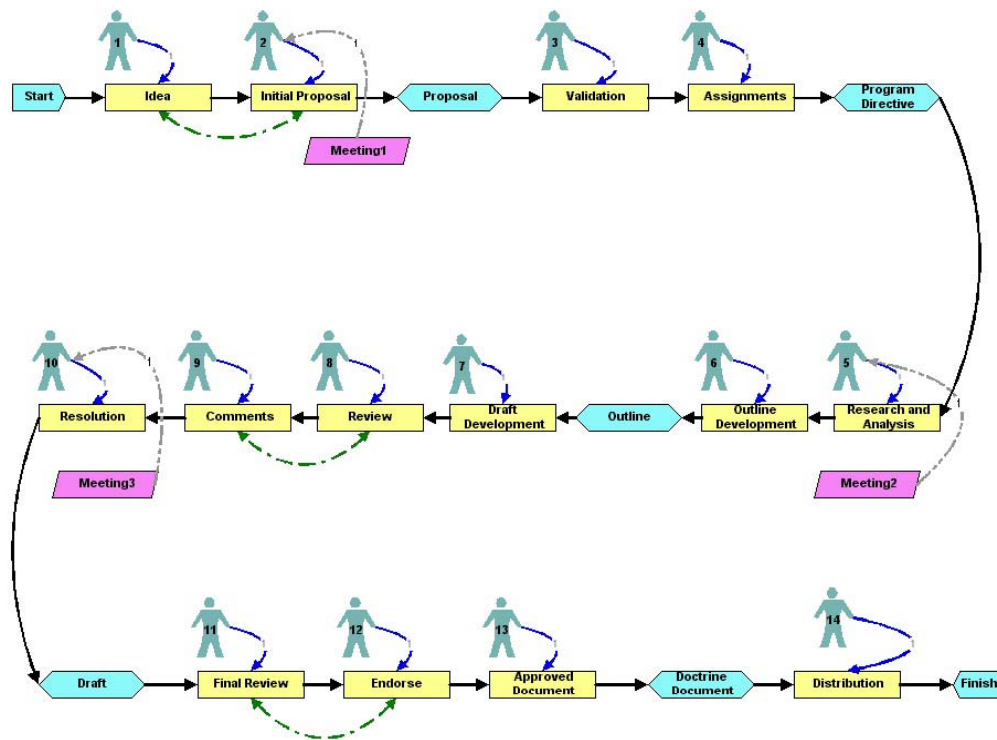 1
2
1
3
4
Start
Idea
Initial Proposal
Proposal
Validation
Assignments
Program
Directive
Meeting1
10
1
9
8
7
6
5
1
Resolution
Comments
Review
Draft
Development
Outline
Outline
Development
Research and
Analysis
Meeting3
Meeting2
11
12
13
14
Draft
Final Review
Endorse
Approved
Document
Doctrine
Document
Distribution
Finish